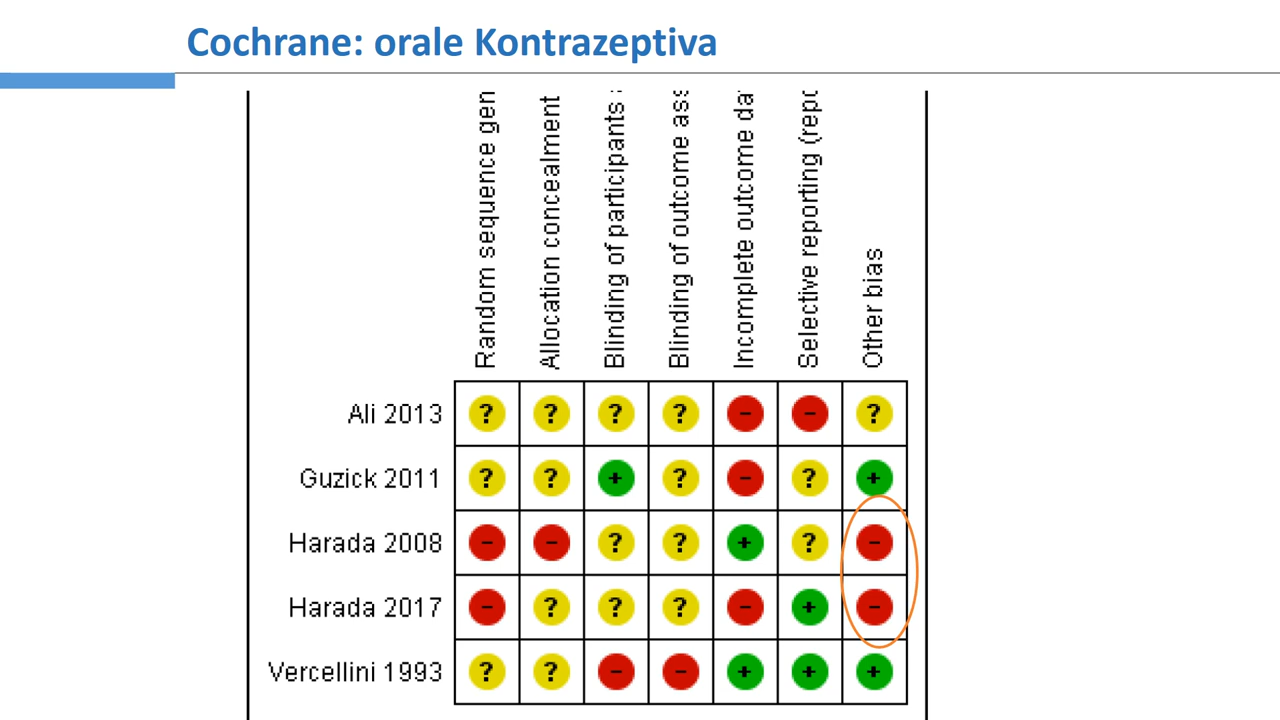 Cochrane: orale Kontrazeptiva
Random sequence gen
Allocation concealment
Blinding of participants
Blinding of outcome ass
Incomplete outcome da
Selective reporting (repo
Other bias
Ali 2013 ? ? ? ? - - ?
Guzick 2011 ? ? + ? - ? +
Harada 2008 - - ? ? + ? -
Harada 2017 - ? ? ? - + -
Vercellini 1993 ? ? - - + + +